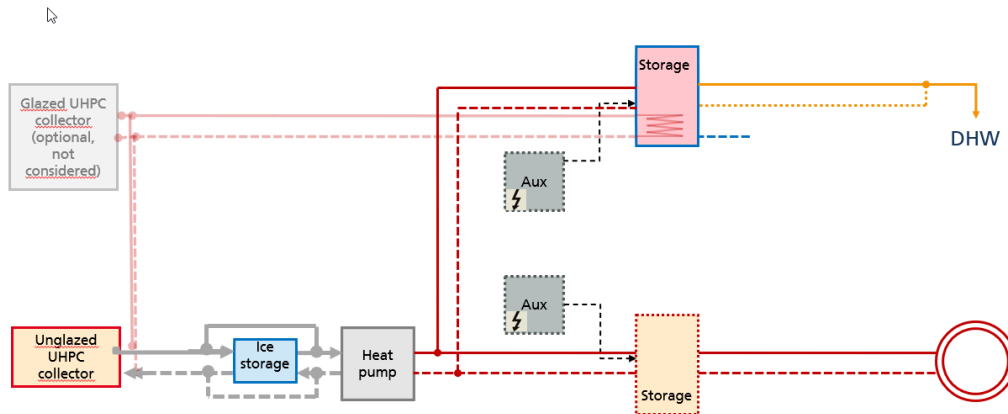 Storage
Glazed UHPC
collector
(optional,
not
considered)
DHW
Aux
Aux
Unglazed
UHPC
collector
Ice
storage
Heat
pump
Storage